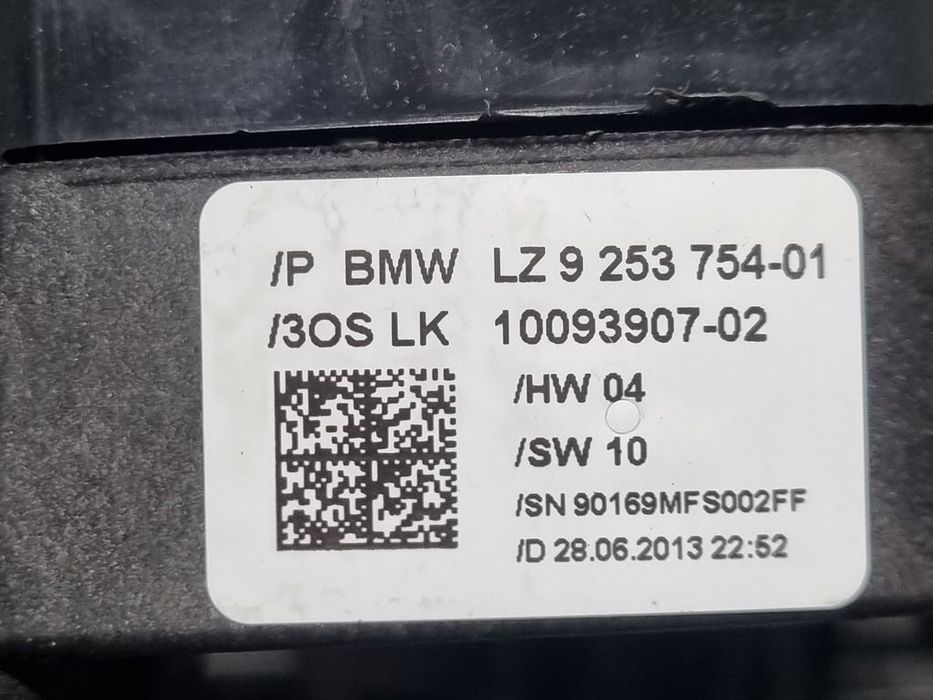 /P BMW LZ 9 253 754-01
/3OS LK 10093907-02
/HW 04
/SW 10
/SN 90169MFS002FF
/D 28.06.2013 22:52